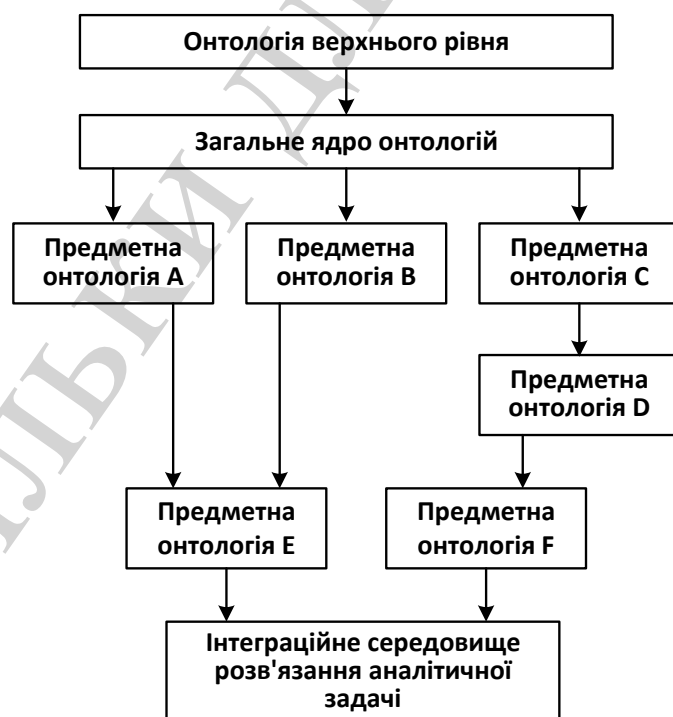 Онтологія верхнього рівня
Загальне ядро онтологій
Предметна
онтологія A
Предметна
онтологія B
Предметна
онтологія C
Предметна
онтологія D
Предметна
онтологія E
Предметна
онтологія F
Інтеграційне середовище
розв'язання аналітичної
задачі